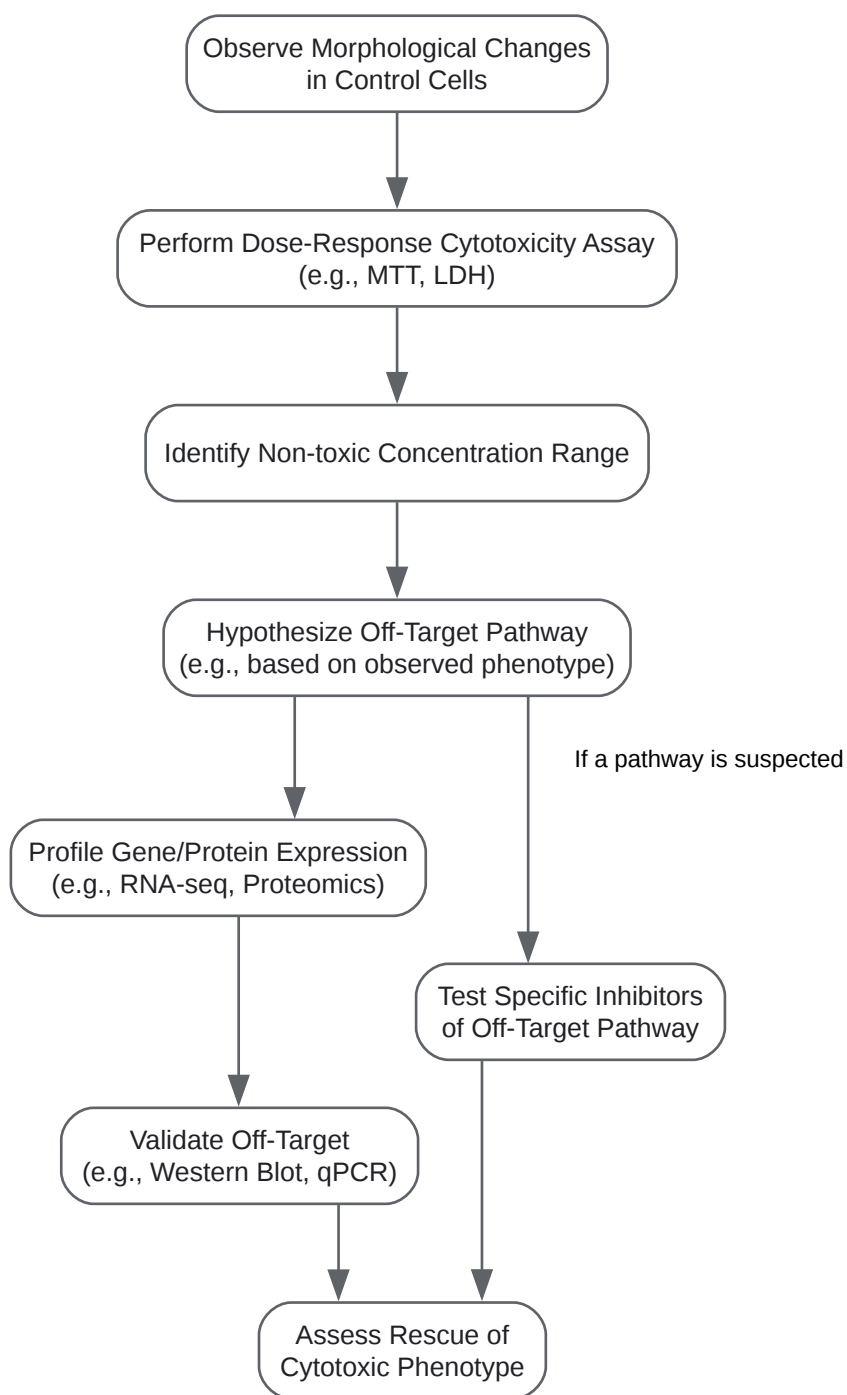 Observe Morphological Changes
in Control Cells
Perform Dose-Response Cytotoxicity Assay
(e.g., MTT, LDH)
Identify Non-toxic Concentration Range
Hypothesize Off-Target Pathway
(e.g., based on observed phenotype)
If a pathway is suspected
Profile Gene/Protein Expression
(e.g., RNA-seq, Proteomics)
Test Specific Inhibitors
of Off-Target Pathway
Validate Off-Target
(e.g., Western Blot, qPCR)
Assess Rescue of
Cytotoxic Phenotype